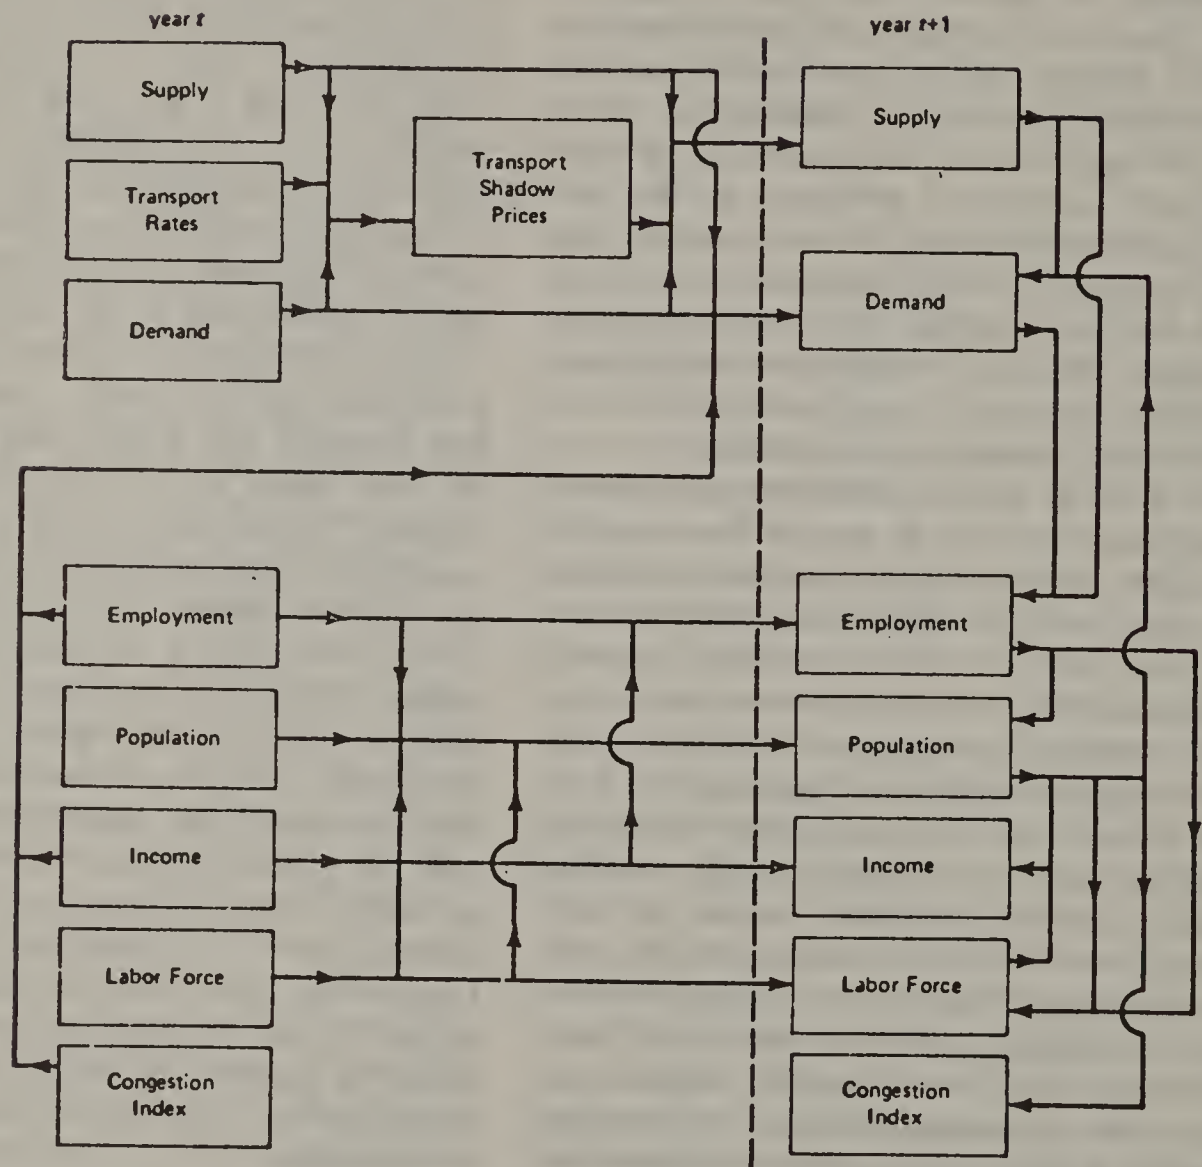 year t
year t+1
Supply
Transport
Rates
Demand
Transport
Shadow
Prices
Supply
Demand
Employment
Population
Income
Labor Force
Congestion
Index
Employment
Population
Income
Labor Force
Congestion
Index